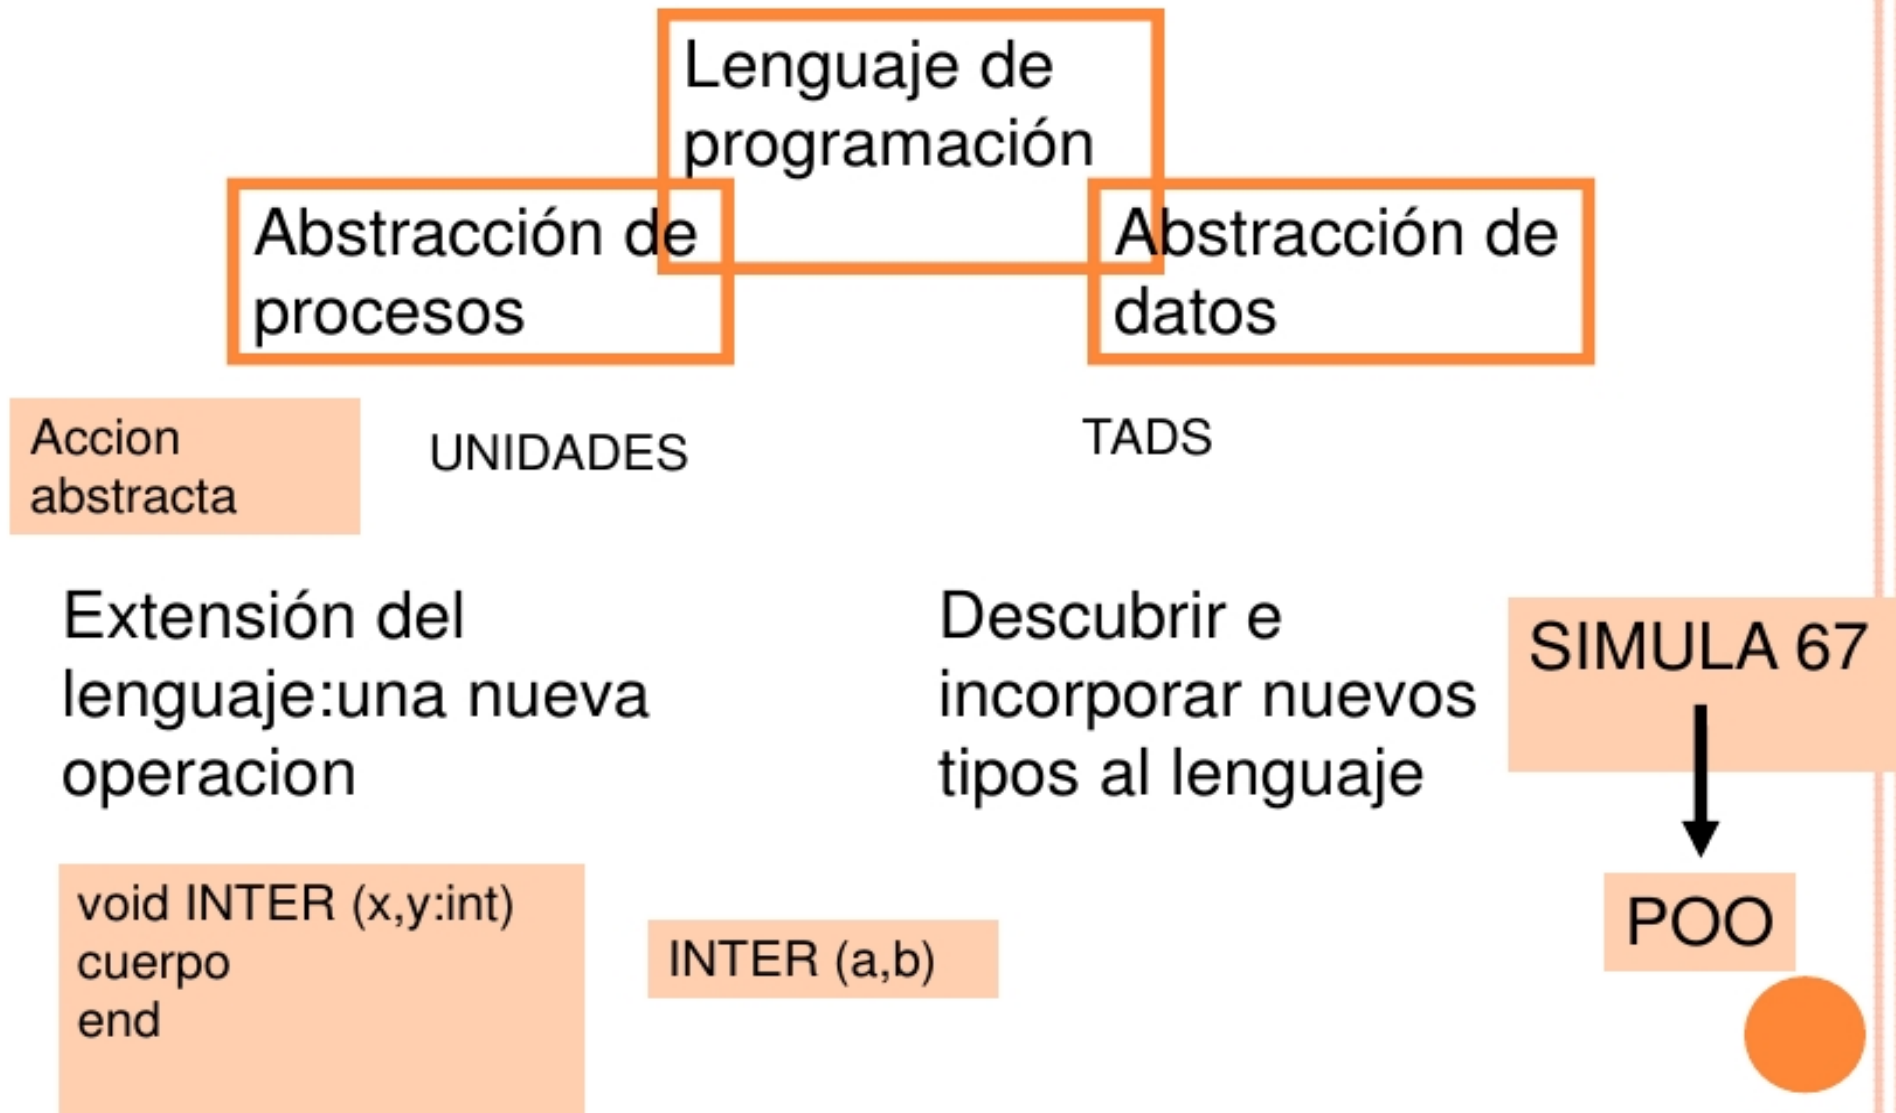 Lenguaje de
programación
Abstracción de
procesos
Abstracción de
datos
Accion
abstracta
UNIDADES
TADS
Extensión del
lenguaje:una nueva
operacion
Descubrir e
incorporar nuevos
tipos al lenguaje
SIMULA 67
POO
void INTER (x,y:int)
cuerpo
end
INTER (a,b)